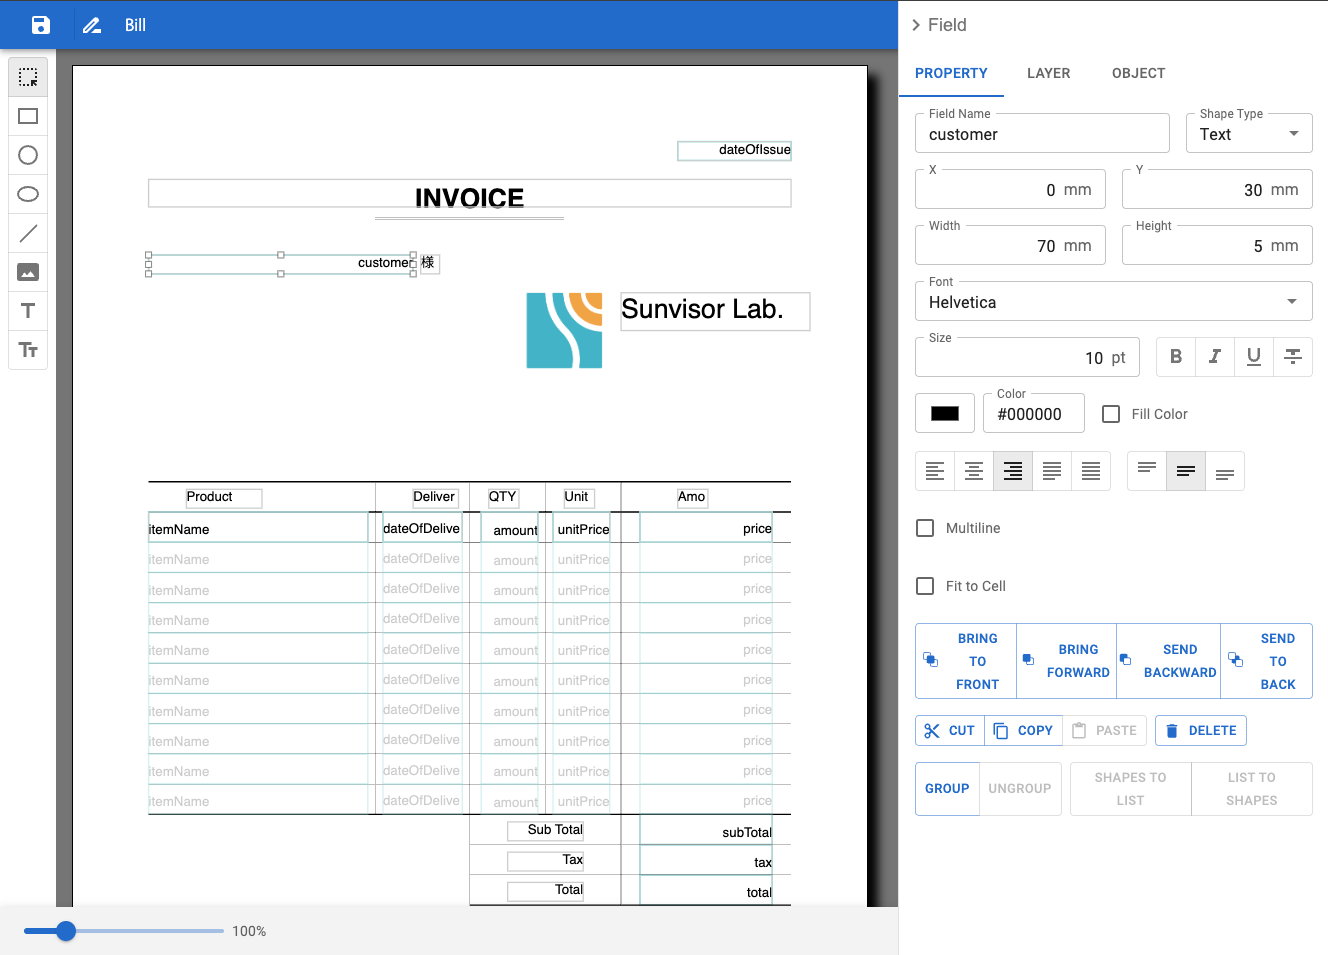 Bill
dateOfIssue
INVOICE
customer 様
Sunvisor Lab.
Product Deliver QTY Unit Amo
itemName dateOfDelive amount unitPrice price
itemName dateOfDelive amount unitPrice price
itemName dateOfDelive amount unitPrice price
itemName dateOfDelive amount unitPrice price
itemName dateOfDelive amount unitPrice price
itemName dateOfDelive amount unitPrice price
itemName dateOfDelive amount unitPrice price
itemName dateOfDelive amount unitPrice price
itemName dateOfDelive amount unitPrice price
itemName dateOfDelive amount unitPrice price
Sub Total subTotal
Tax tax
Total total
100%
Field
PROPERTY LAYER OBJECT
Field Name Shape Type
customer Text
X Y
0 mm 30 mm
Width Height
70 mm 5 mm
Font
Helvetica
Size
10 pt B I U T
Color
#000000 Fill Color
Multiline
Fit to Cell
BRING TO FRONT
BRING FORWARD
SEND BACKWARD
SEND TO BACK
CUT COPY PASTE DELETE
GROUP UNGROUP
SHAPES TO LIST
LIST TO SHAPES